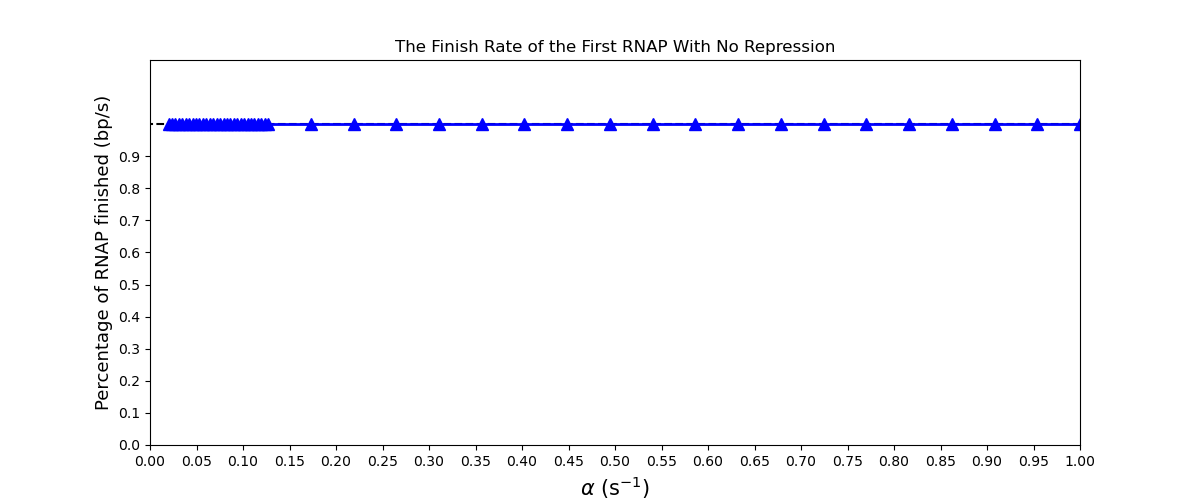 The Finish Rate of the First RNAP With No Repression
Percentage of RNAP finished (bp/s)
0.9
0.8
0.7
0.6
0.5
0.4
0.3
0.2
0.1
0.0
0.00 0.05 0.10 0.15 0.20 0.25 0.30 0.35 0.40 0.45 0.50 0.55 0.60 0.65 0.70 0.75 0.80 0.85 0.90 0.95 1.00
α (s⁻¹)